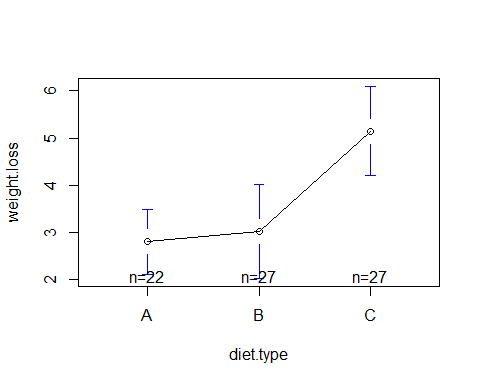 weight.loss
6
5
4
3
2
n=22 n=27 n=27
A B C
diet.type